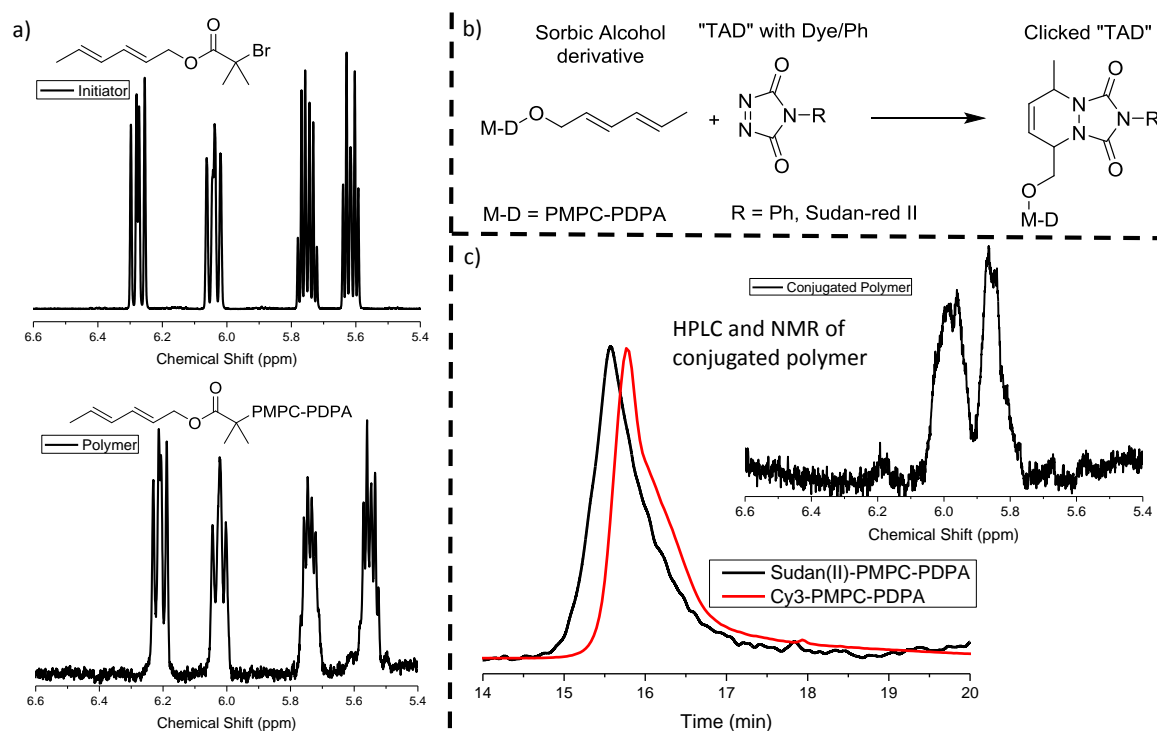 a)
O
O
Br
Initiator
6.6 6.4 6.2 6.0 5.8 5.6 5.4
Chemical Shift (ppm)
O
O
PMPC-PDPA
Polymer
6.6 6.4 6.2 6.0 5.8 5.6 5.4
Chemical Shift (ppm)
b)
Sorbic Alcohol
derivative
"TAD" with Dye/Ph
Clicked "TAD"
M-D
O
+
O
N
N
N-R
O
O
N
N
N-R
O
O
M-D
M-D = PMPC-PDPA
R = Ph, Sudan-red II
c)
HPLC and NMR of
conjugated polymer
Conjugated Polymer
6.6 6.4 6.2 6.0 5.8 5.6 5.4
Chemical Shift (ppm)
Sudan(II)-PMPC-PDPA
Cy3-PMPC-PDPA
14 15 16 17 18 19 20
Time (min)